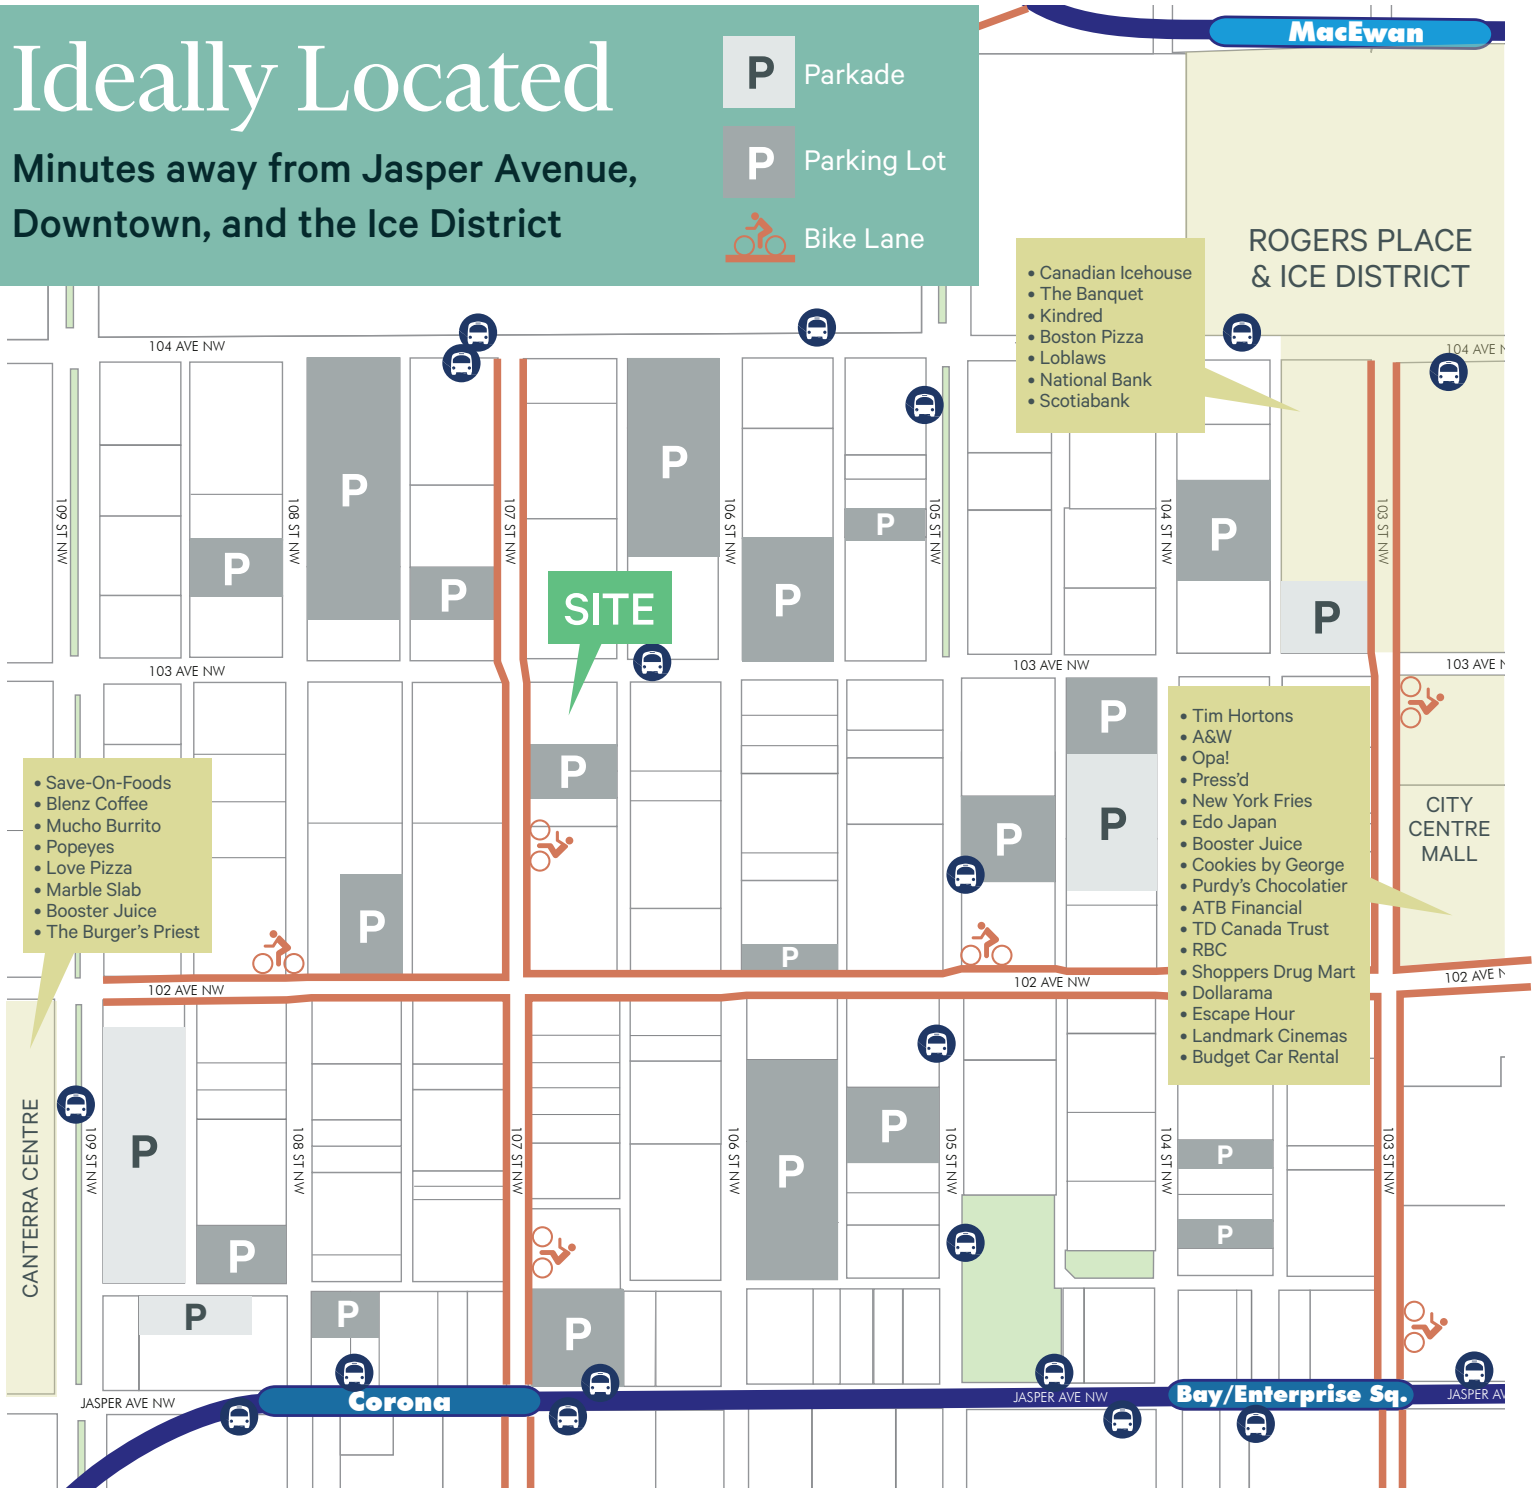 Ideally Located
Minutes away from Jasper Avenue,
Downtown, and the Ice District
P Parkade
P Parking Lot
Bike Lane
MacEwan
ROGERS PLACE
& ICE DISTRICT
• Canadian Icehouse
• The Banquet
• Kindred
• Boston Pizza
• Loblaws
• National Bank
• Scotiabank
104 AVE NW
104 AVE N
109 ST NW
108 ST NW
107 ST NW
106 ST NW
105 ST NW
104 ST NW
103 ST NW
P
P
P
P
P
P
P
P
SITE
103 AVE NW
103 AVE NW
103 AVE N
P
P
P
P
P
P
• Save-On-Foods
• Blenz Coffee
• Mucho Burrito
• Popeyes
• Love Pizza
• Marble Slab
• Booster Juice
• The Burger's Priest
• Tim Hortons
• A&W
• Opa!
• Press'd
• New York Fries
• Edo Japan
• Booster Juice
• Cookies by George
• Purdy's Chocolatier
• ATB Financial
• TD Canada Trust
• RBC
• Shoppers Drug Mart
• Dollarama
• Escape Hour
• Landmark Cinemas
• Budget Car Rental
CITY
CENTRE
MALL
102 AVE NW
102 AVE NW
102 AVE N
CANTERRA CENTRE
109 ST NW
108 ST NW
107 ST NW
106 ST NW
105 ST NW
104 ST NW
103 ST NW
P
P
P
P
P
P
P
P
P
JASPER AVE NW
Corona
JASPER AVE NW
Bay/Enterprise Sq.
JASPER AV